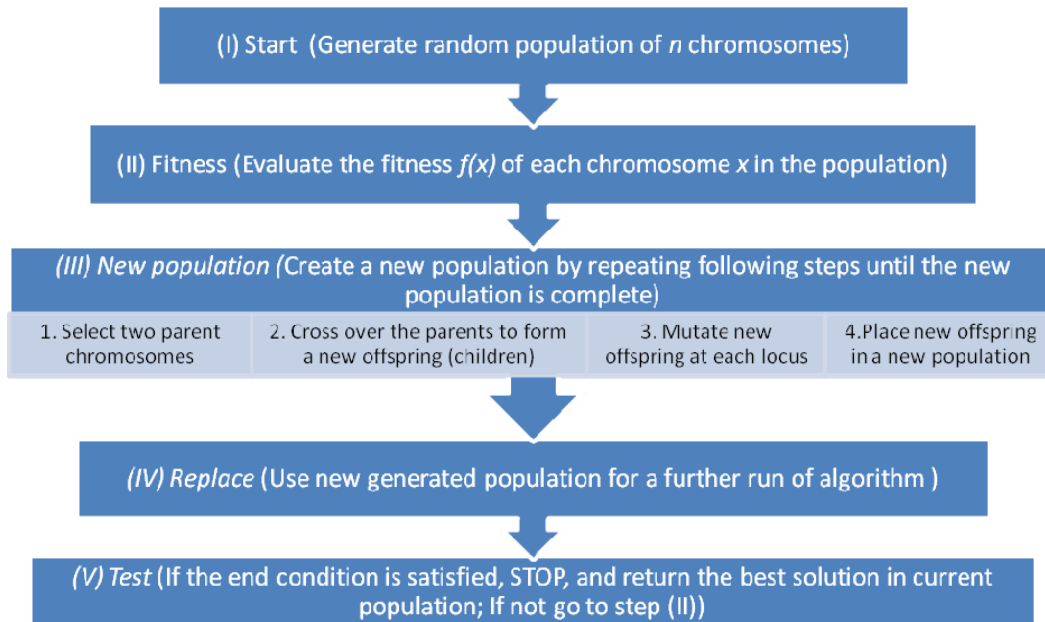 (I) Start (Generate random population of n chromosomes)
(II) Fitness (Evaluate the fitness f(x) of each chromosome x in the population)
(III) New population (Create a new population by repeating following steps until the new
population is complete)
1. Select two parent
chromosomes
2. Cross over the parents to form
a new offspring (children)
3. Mutate new
offspring at each locus
4.Place new offspring
in a new population
(IV) Replace (Use new generated population for a further run of algorithm )
(V) Test (If the end condition is satisfied, STOP, and return the best solution in current
population; If not go to step (II))